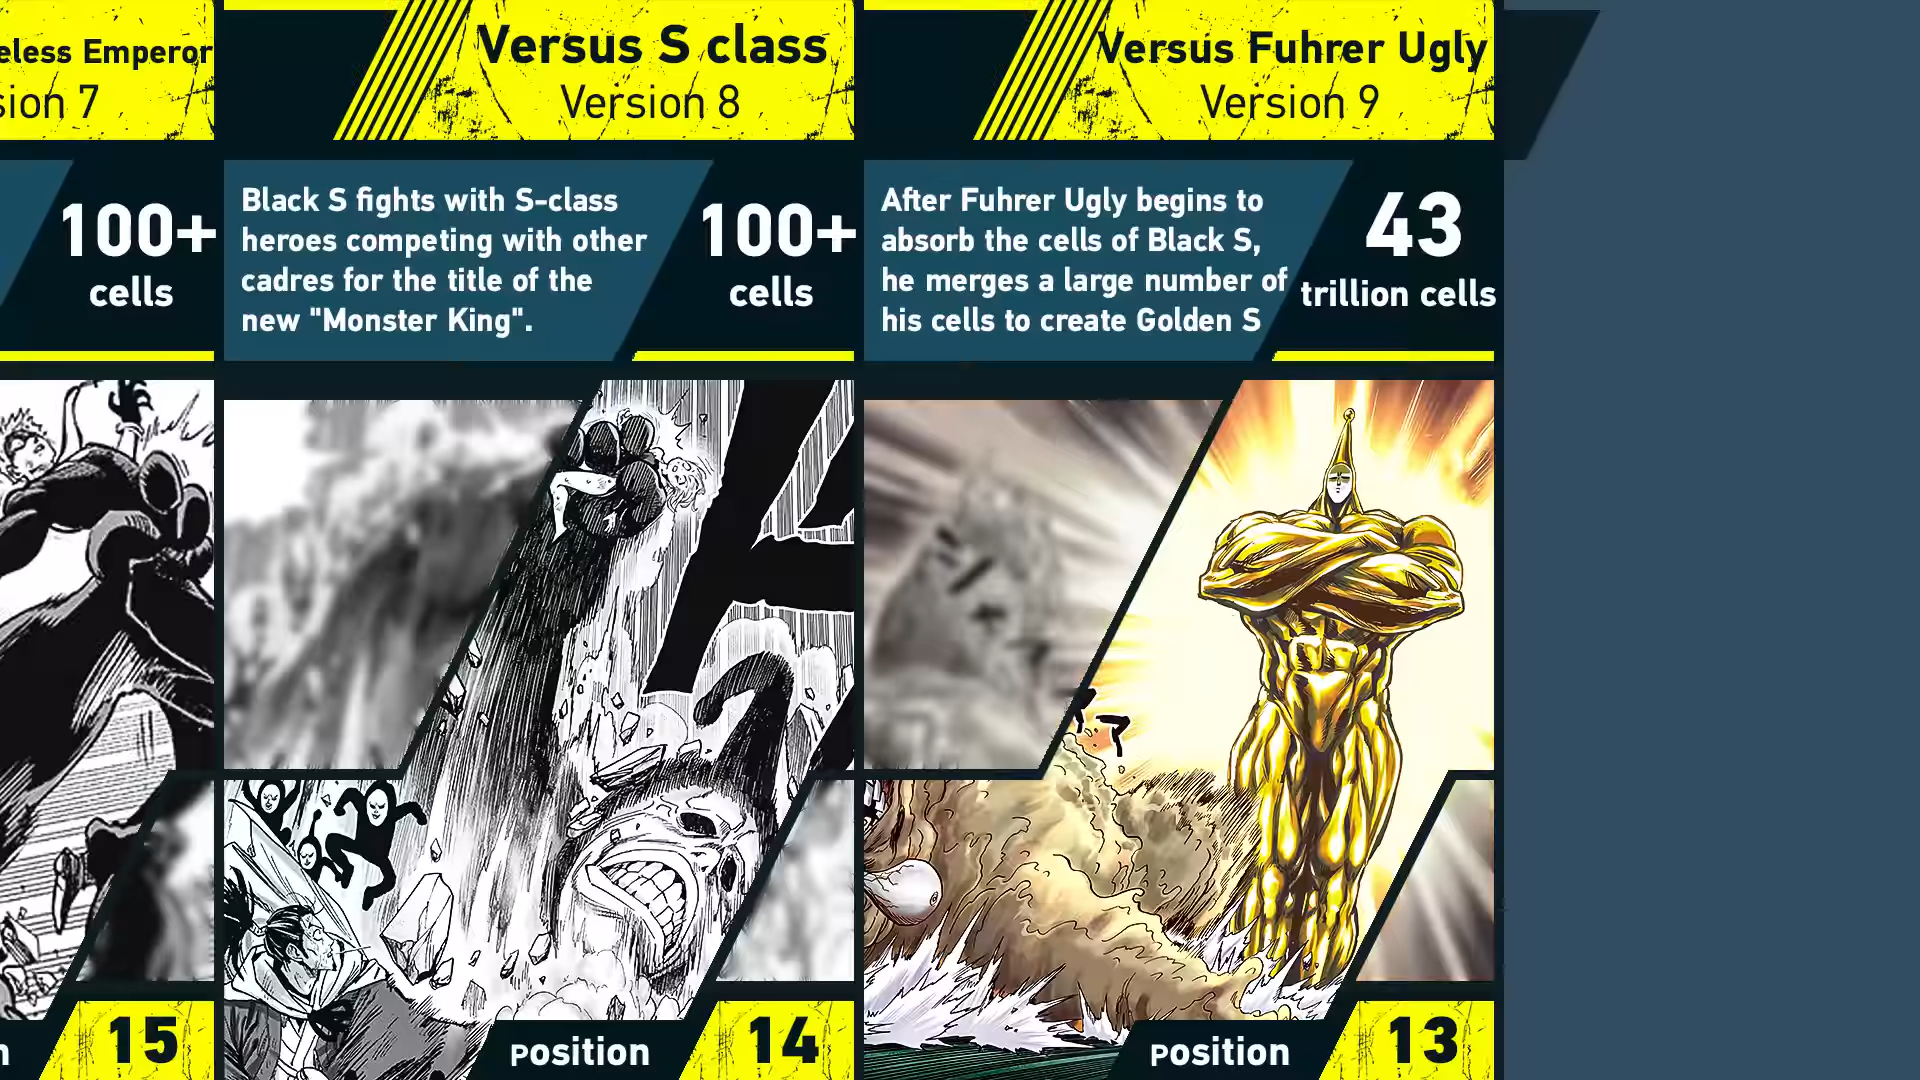 eless Emperor
sion 7
100+
cells
15
Versus S class
Version 8
Black S fights with S-class
heroes competing with other
cadres for the title of the
new "Monster King".
100+
cells
position
14
Versus Fuhrer Ugly
Version 9
After Fuhrer Ugly begins to
absorb the cells of Black S,
he merges a large number of
his cells to create Golden S
43
trillion cells
position
13